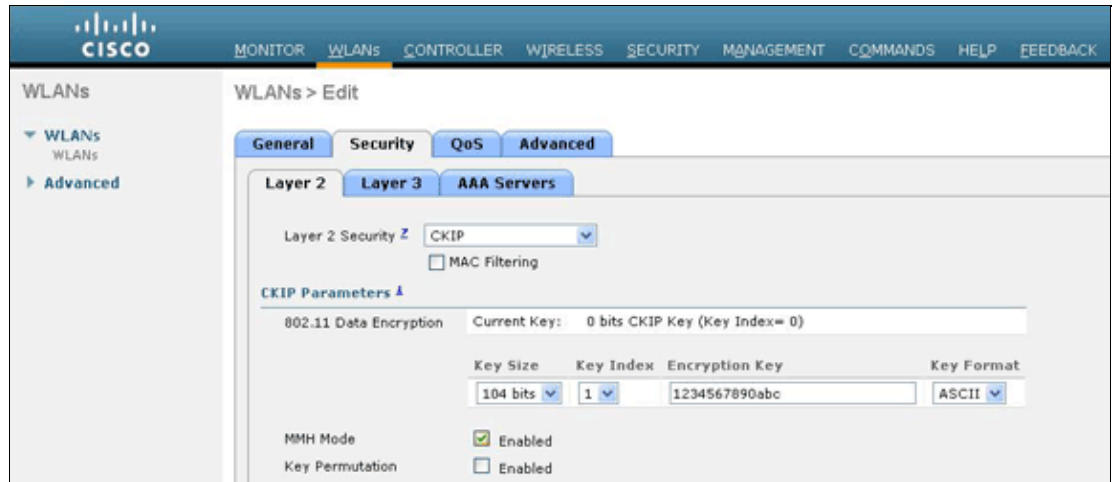 CISCO
MONITOR WLANs CONTROLLER WIRELESS SECURITY MANAGEMENT COMMANDS HELP FEEDBACK
WLANs
WLANs
WLANs
Advanced
WLANs > Edit
General Security QoS Advanced
Layer 2 Layer 3 AAA Servers
Layer 2 Security Z CKIP
MAC Filtering
CKIP Parameters 1
802.11 Data Encryption Current Key: 0 bits CKIP Key (Key Index= 0)
Key Size Key Index Encryption Key Key Format
104 bits 1 1234567890abc ASCII
MMH Mode Enabled
Key Permutation Enabled